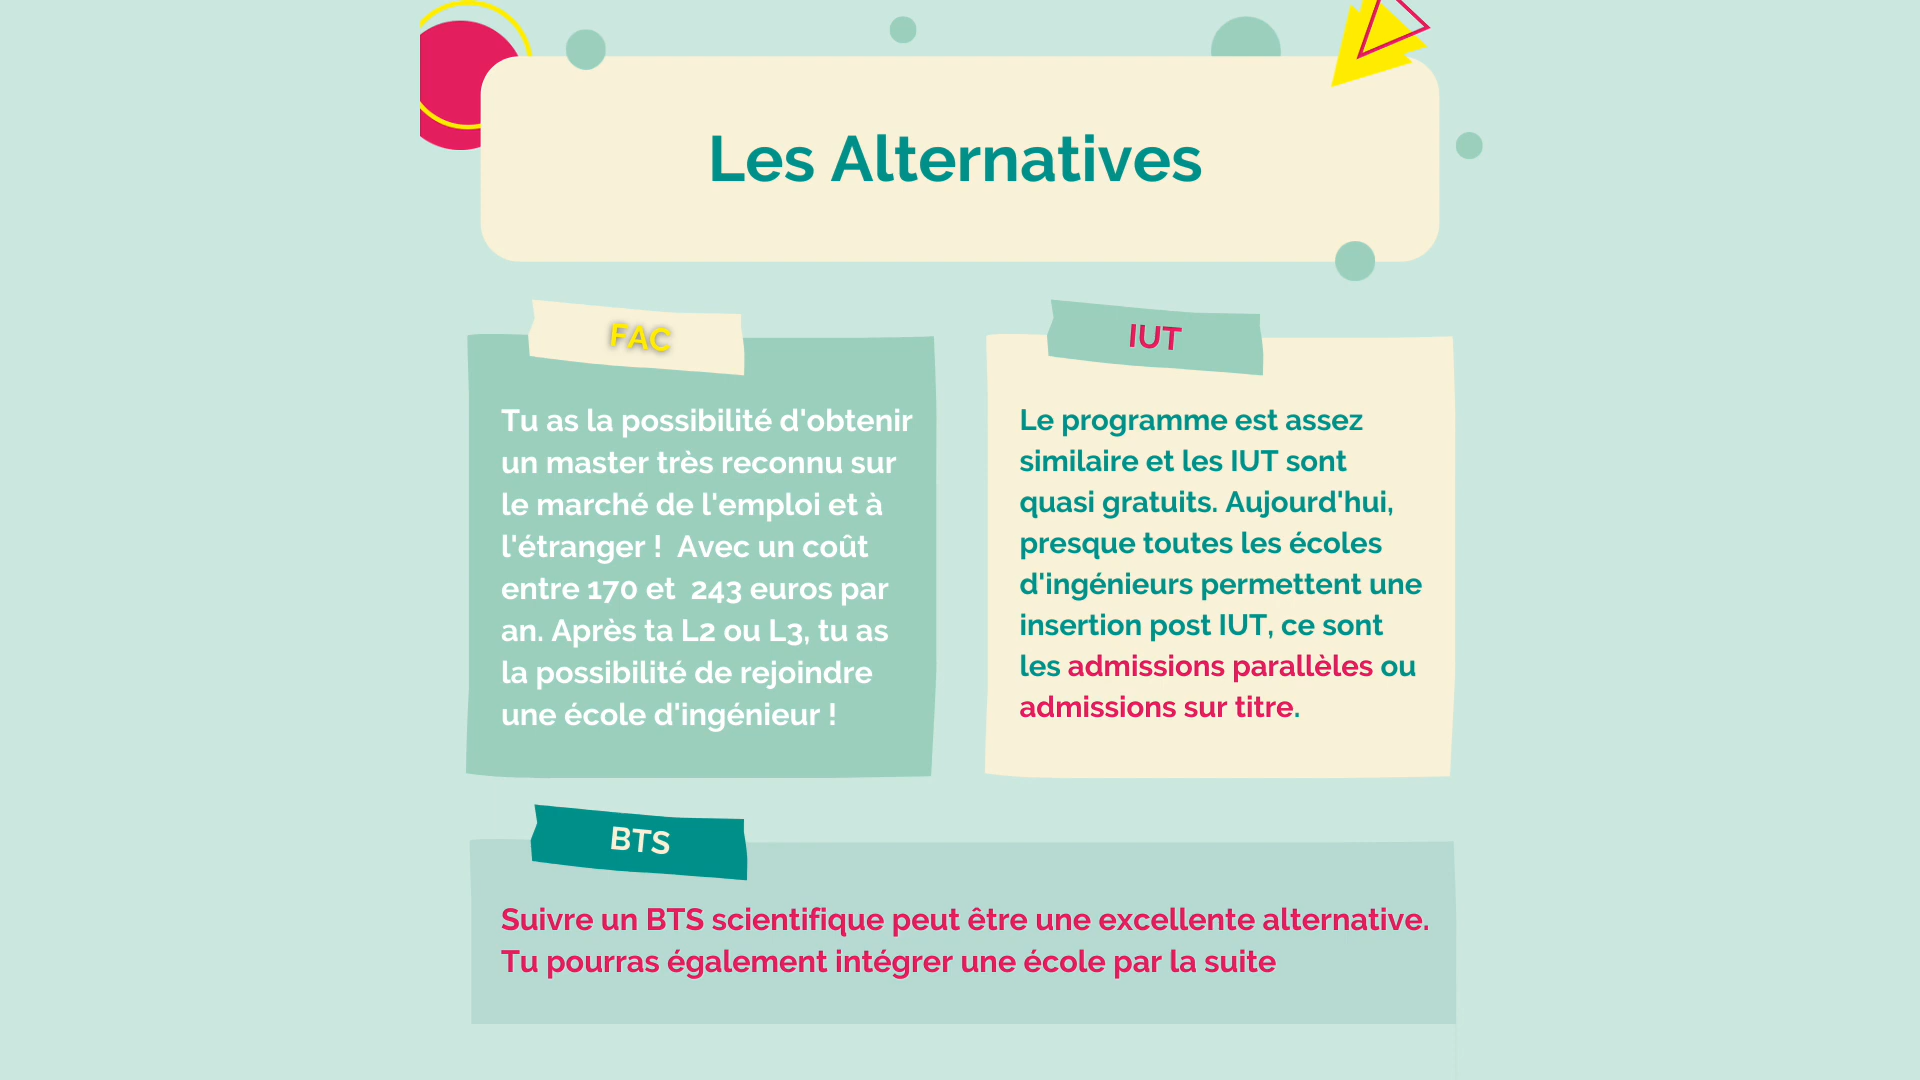 Les Alternatives
FAC
Tu as la possibilité d'obtenir
un master très reconnu sur
le marché de l'emploi et à
l'étranger !  Avec un coût
entre 170 et  243 euros par
an. Après ta L2 ou L3, tu as
la possibilité de rejoindre
une école d'ingénieur !
IUT
Le programme est assez
similaire et les IUT sont
quasi gratuits. Aujourd'hui,
presque toutes les écoles
d'ingénieurs permettent une
insertion post IUT, ce sont
les admissions parallèles ou
admissions sur titre.
BTS
Suivre un BTS scientifique peut être une excellente alternative.
Tu pourras également intégrer une école par la suite